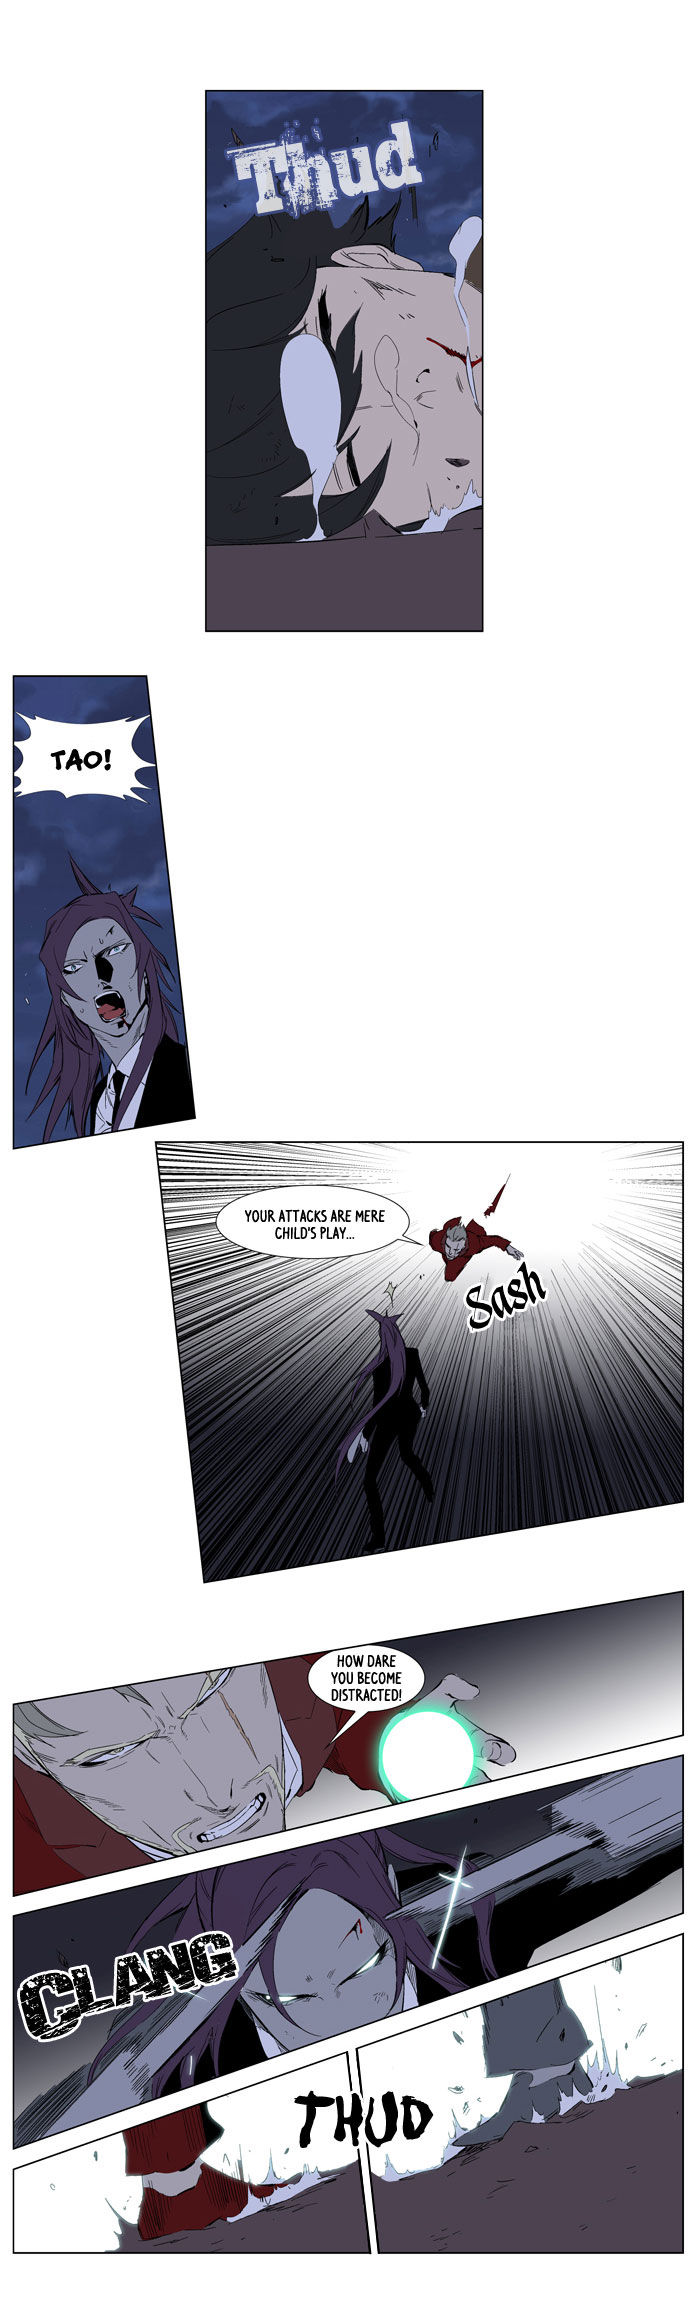 Thud
TAO!
YOUR ATTACKS ARE MERE
CHILD'S PLAY...
Sash
HOW DARE
YOU BECOME
DISTRACTED!
CLANG
THUD